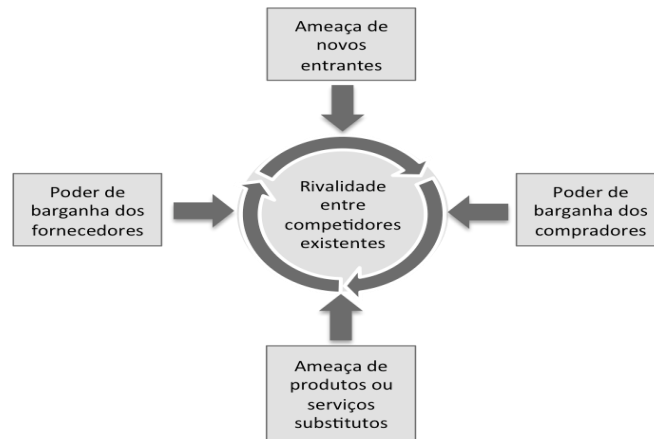 Ameaça de
novos
entrantes
Poder de
barganha dos
fornecedores
Rivalidade
entre
competidores
existentes
Poder de
barganha dos
compradores
Ameaça de
produtos ou
serviços
substitutos